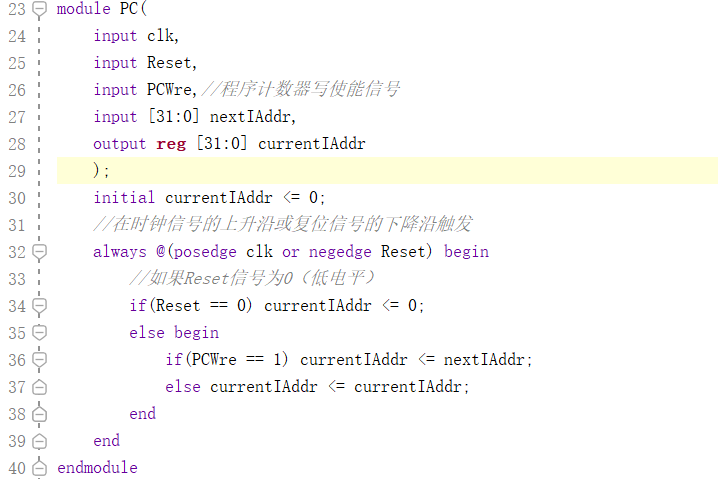 23 module PC(
24 input clk,
25 input Reset,
26 input PCWre,//程序计数器写使能信号
27 input [31:0] nextIAddr,
28 output reg [31:0] currentIAddr
29 );
30 initial currentIAddr <= 0;
31 //在时钟信号的上升沿或复位信号的下降沿触发
32 always @(posedge clk or negedge Reset) begin
33 //如果Reset信号为0（低电平）
34 if(Reset == 0) currentIAddr <= 0;
35 else begin
36 if(PCWre == 1) currentIAddr <= nextIAddr;
37 else currentIAddr <= currentIAddr;
38 end
39 end
40 endmodule